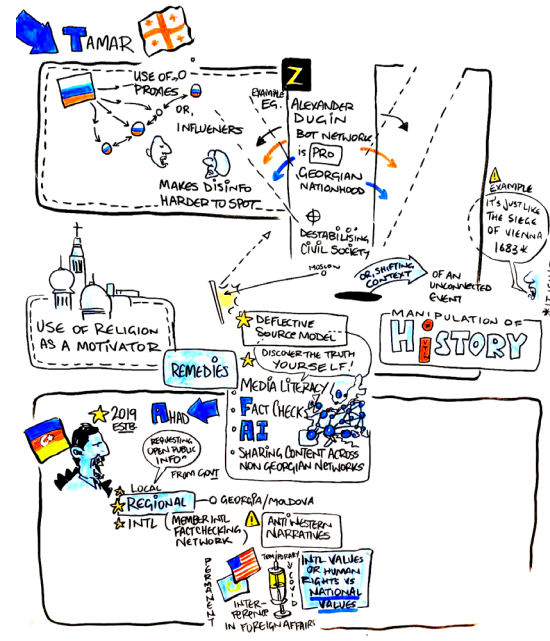 TAMAR
USE OF
PROXIES
OR,
INFLUENERS
MAKES DISINFO
HARDER TO SPOT
Z
EXAMPLE
EG.
ALEXANDER
DUGIN
BOT NETWORK
IS PRO
GEORGIAN
NATIONHOOD
DESTABILISING
CIVIL SOCIETY
MOSCOW
OR, SHIFTING
CONTEXT
OF AN
UNCONNECTED
EVENT
EXAMPLE
IT'S JUST LIKE
THE SIEGE
OF VIENNA
1683*
MANIPULATION OF
HISTORY
USE OF RELIGION
AS A MOTIVATOR
REMEDIES
DEFLECTIVE
SOURCE MODEL
DISCOVER THE TRUTH
YOURSELF!
MEDIA LITERACY
FACT CHECKS
AI
SHARING CONTENT ACROSS
NON GEORGIAN NETWORKS
2019
ESTB.
AHAD
REQUESTING
OPEN PUBLIC
INFO
FROM GOVT
LOCAL
REGIONAL
GEORGIA/MOLDOVA
INTL
(MEMBER INTL
FACTCHECKING
NETWORK)
ANTI WESTERN
NARRATIVES
PERMANENT
TEMPORARY
COVID
INTER-
FERENCE
IN FOREIGN AFFAIRS
INTL VALUES
OR HUMAN
RIGHTS VS
NATIONAL
VALUES